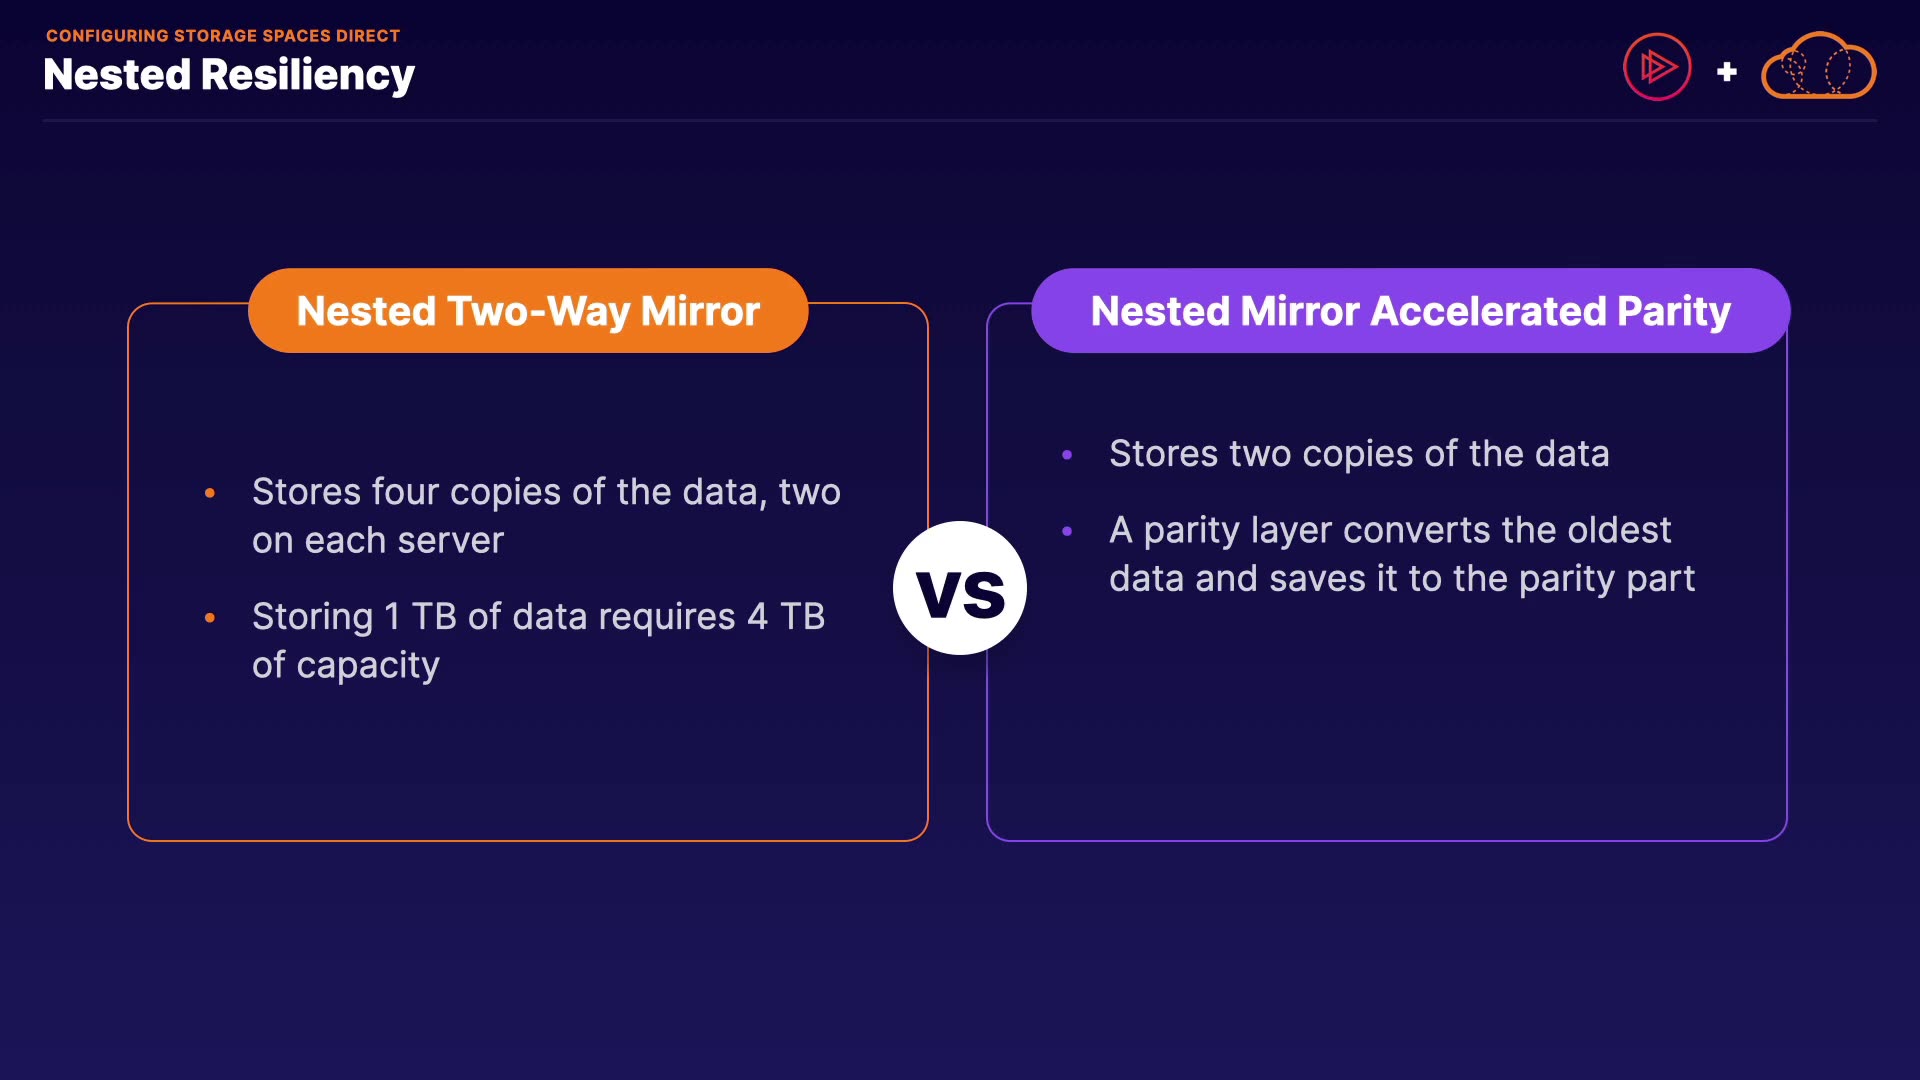 CONFIGURING STORAGE SPACES DIRECT
Nested Resiliency
+
Nested Two-Way Mirror
• Stores four copies of the data, two
on each server
• Storing 1 TB of data requires 4 TB
of capacity
VS
Nested Mirror Accelerated Parity
• Stores two copies of the data
• A parity layer converts the oldest
data and saves it to the parity part